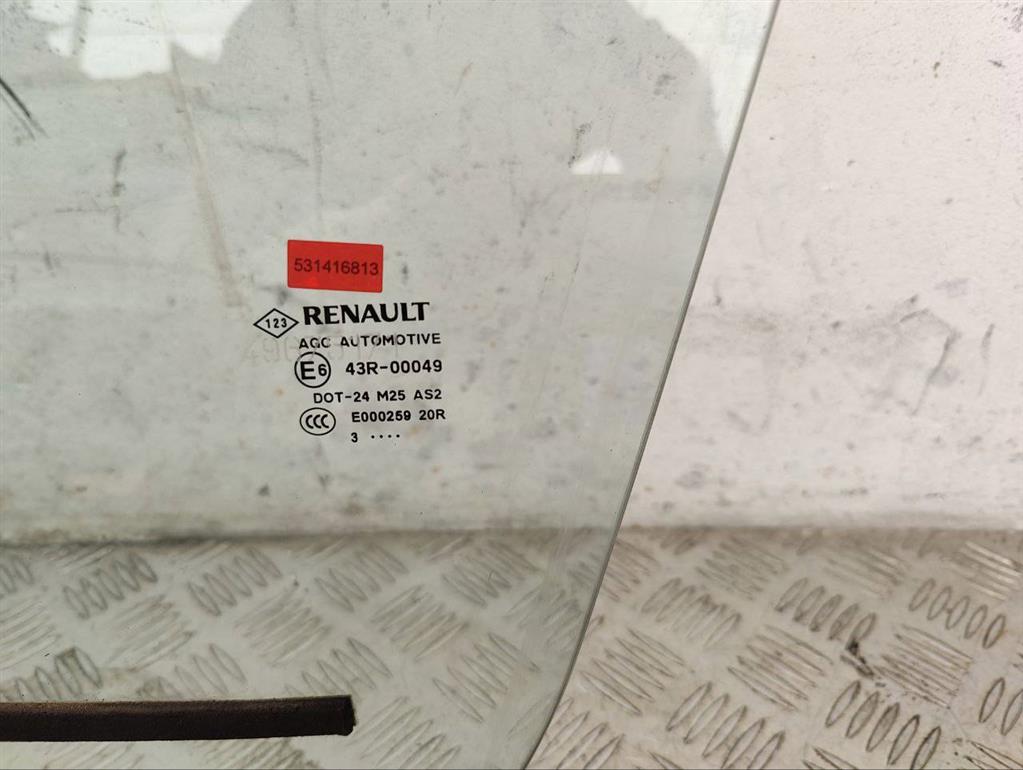 531416813
123 RENAULT
AGC AUTOMOTIVE
E6 43R-00049
DOT-24 M25 AS2
CCC E000259 20R
3 ....